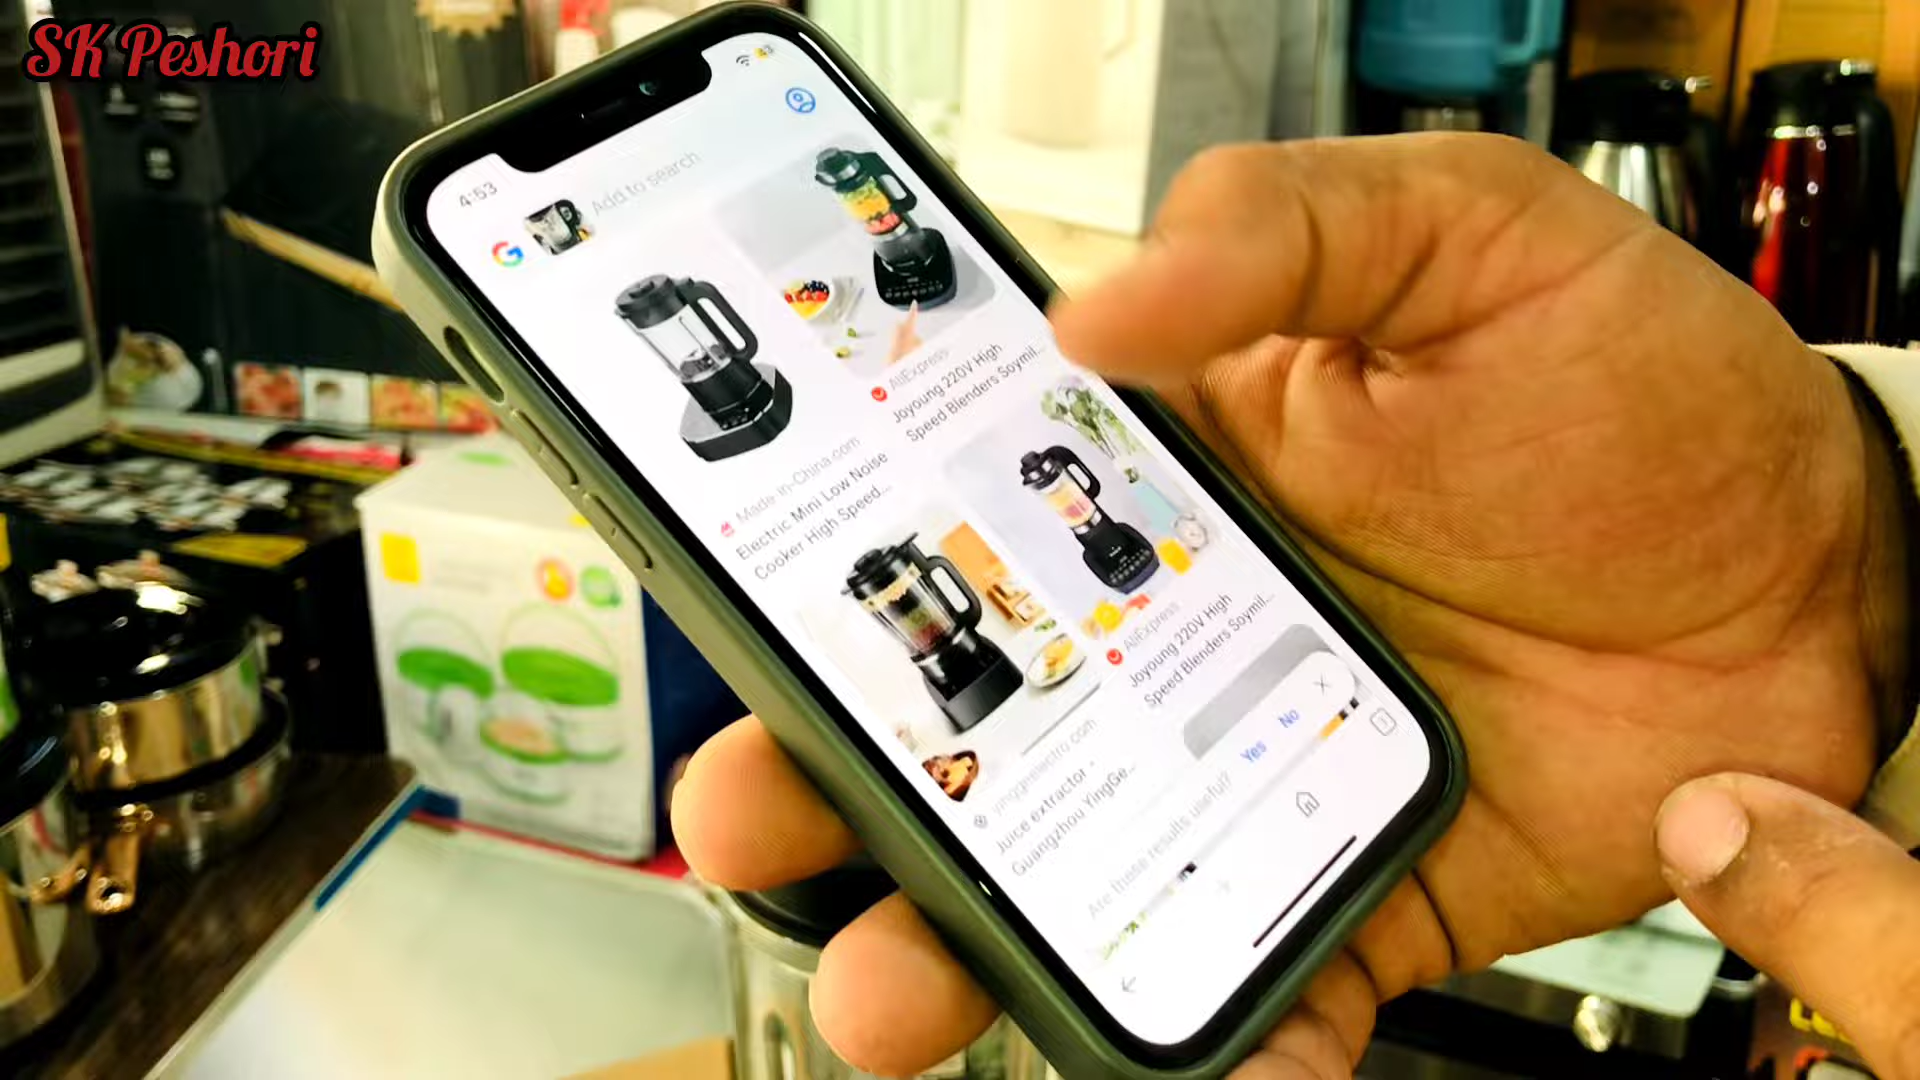 SK Peshori
4:53
Add to search
Made-in-China.com
Electric Mini Low Noise
Cooker High Speed...
AliExpress
Joyoung 220V High
Speed Blenders Soymil...
yinggeelectro.com
Juice extractor -
Guangzhou YingGe...
AliExpress
Joyoung 220V High
Speed Blenders Soymil...
Are these results useful?
Yes
No